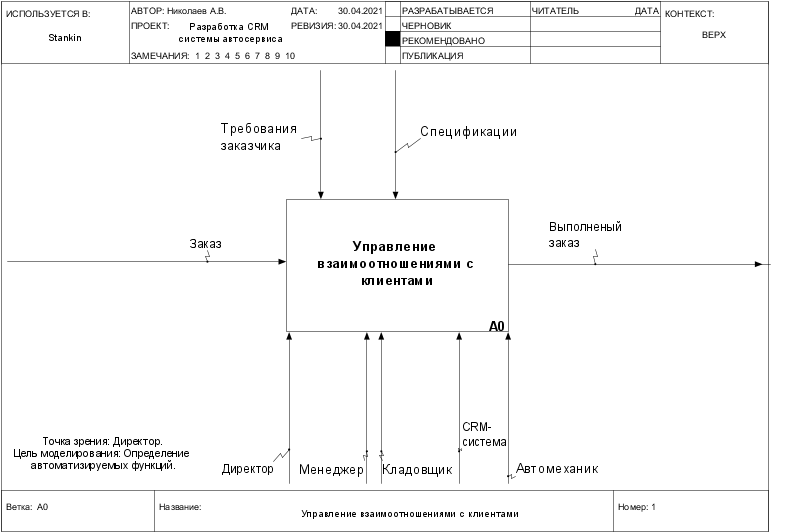 ИСПОЛЬЗУЕТСЯ В:
Stankin
АВТОР: Николаев А.В.
ДАТА: 30.04.2021
ПРОЕКТ: Разработка CRM
системы автосервиса
РЕВИЗИЯ: 30.04.2021
ЗАМЕЧАНИЯ: 1 2 3 4 5 6 7 8 9 10
РАЗРАБАТЫВАЕТСЯ
ЧЕРНОВИК
РЕКОМЕНДОВАНО
ПУБЛИКАЦИЯ
ЧИТАТЕЛЬ ДАТА
КОНТЕКСТ:
ВЕРХ
Требования
заказчика
Спецификации
Заказ
Управление
взаимоотношениями с
клиентами
A0
Выполненый
заказ
Точка зрения: Директор.
Цель моделирования: Определение
автоматизируемых функций.
Директор
Менеджер
Кладовщик
CRM-
система
Автомеханик
Ветка: A0
Название:
Управление взаимоотношениями с клиентами
Номер: 1